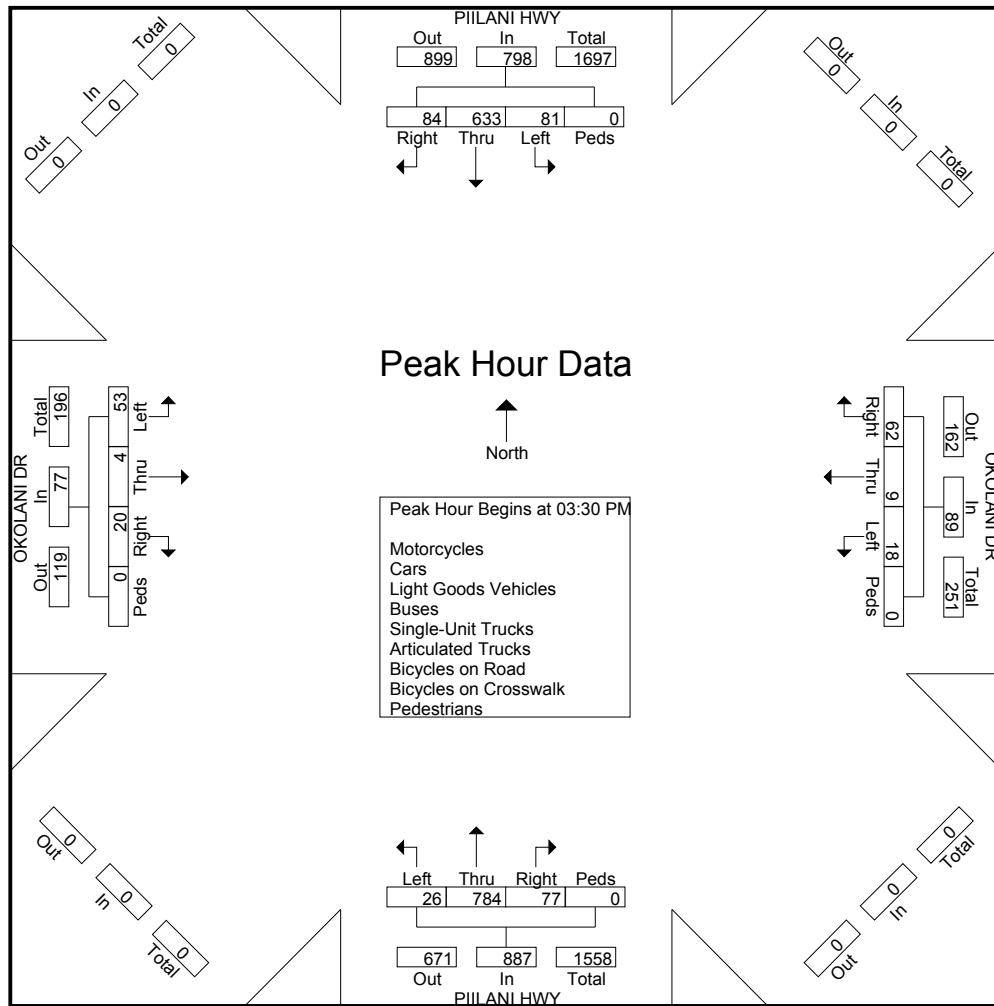 PIILANI HWY
Out In Total
899 798 1697
84 633 81 0
Right Thru Left Peds
Total
0
In
0
Out
0
Out
0
In
0
Total
0
Peak Hour Data
North
OKOLANI DR
Total
196
In
77
Out
119
53 4 20 0
Left Thru Right Peds
Right Thru Left Peds
62 9 18 0
Out
162
In
89
Total
251
OKOLANI DR
Peak Hour Begins at 03:30 PM
Motorcycles
Cars
Light Goods Vehicles
Buses
Single-Unit Trucks
Articulated Trucks
Bicycles on Road
Bicycles on Crosswalk
Pedestrians
0
Out
0
In
0
Total
0
Total
0
In
0
Out
Left Thru Right Peds
26 784 77 0
671 887 1558
Out In Total
PIILANI HWY